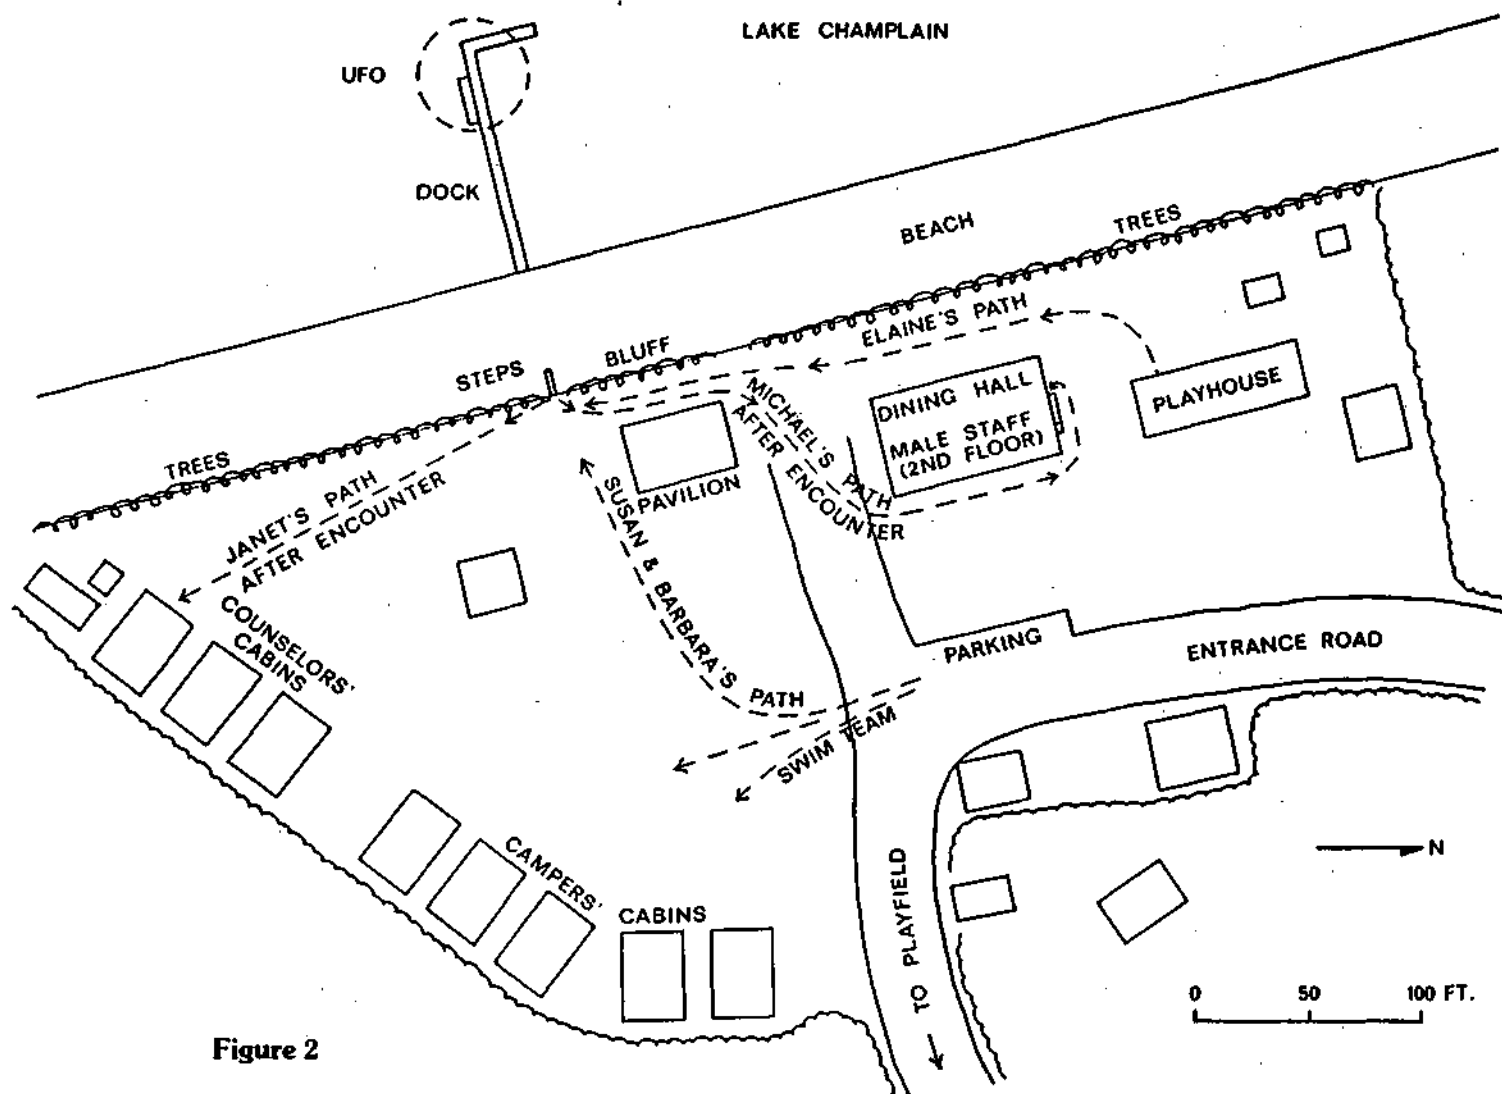 LAKE CHAMPLAIN
UFO
DOCK
BEACH
TREES
ELAINE'S PATH
BLUFF
STEPS
DINING HALL
MALE STAFF
(2ND FLOOR)
PLAYHOUSE
MICHAEL'S PATH
AFTER ENCOUNTER
TREES
JANET'S PATH
AFTER ENCOUNTER
PAVILION
SUSAN & BARBARA'S PATH
COUNSELORS'
CABINS
PARKING
ENTRANCE ROAD
SWIM TEAM
CAMPERS' CABINS
TO PLAYFIELD
N
0 50 100 FT.
Figure 2